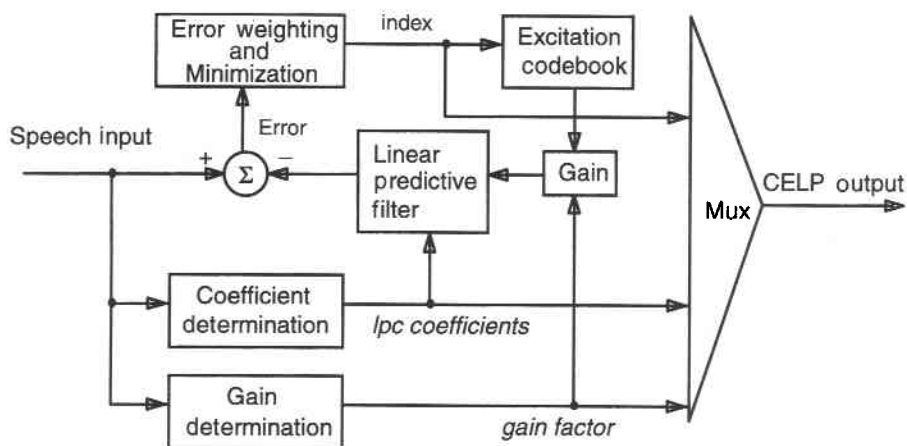 Error weighting
and
Minimization
index
Excitation
codebook
Speech input
Error
+
Σ
−
Linear
predictive
filter
Gain
Mux
CELP output
Coefficient
determination
lpc coefficients
Gain
determination
gain factor